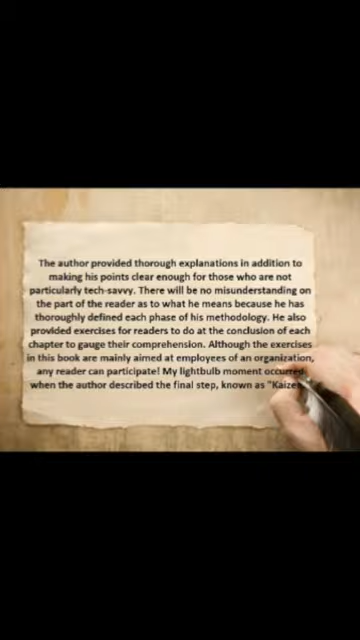 The author provided thorough explanations in addition to
making his points clear enough for those who are not
particularly tech-savvy. There will be no misunderstanding on
the part of the reader as to what he means because he has
thoroughly defined each phase of his methodology. He also
provided exercises for readers to do at the conclusion of each
chapter to gauge their comprehension. Although the exercises
in this book are mainly aimed at employees of an organization,
any reader can participate! My lightbulb moment occurred
when the author described the final step, known as "Kaizen